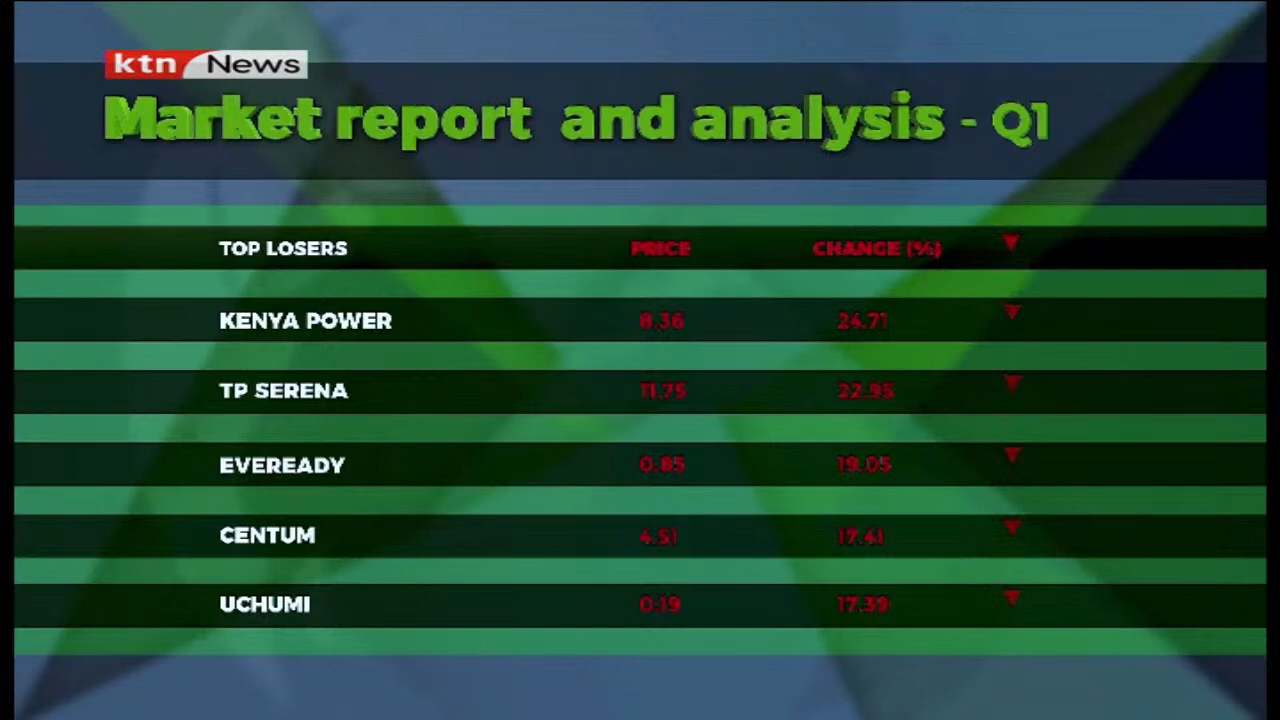 ktn News
Market report and analysis - Q1
TOP LOSERS PRICE CHANGE (%)
KENYA POWER 8.36 24.71
TP SERENA 11.75 22.95
EVEREADY 0.85 19.05
CENTUM 4.51 17.41
UCHUMI 0.19 17.39